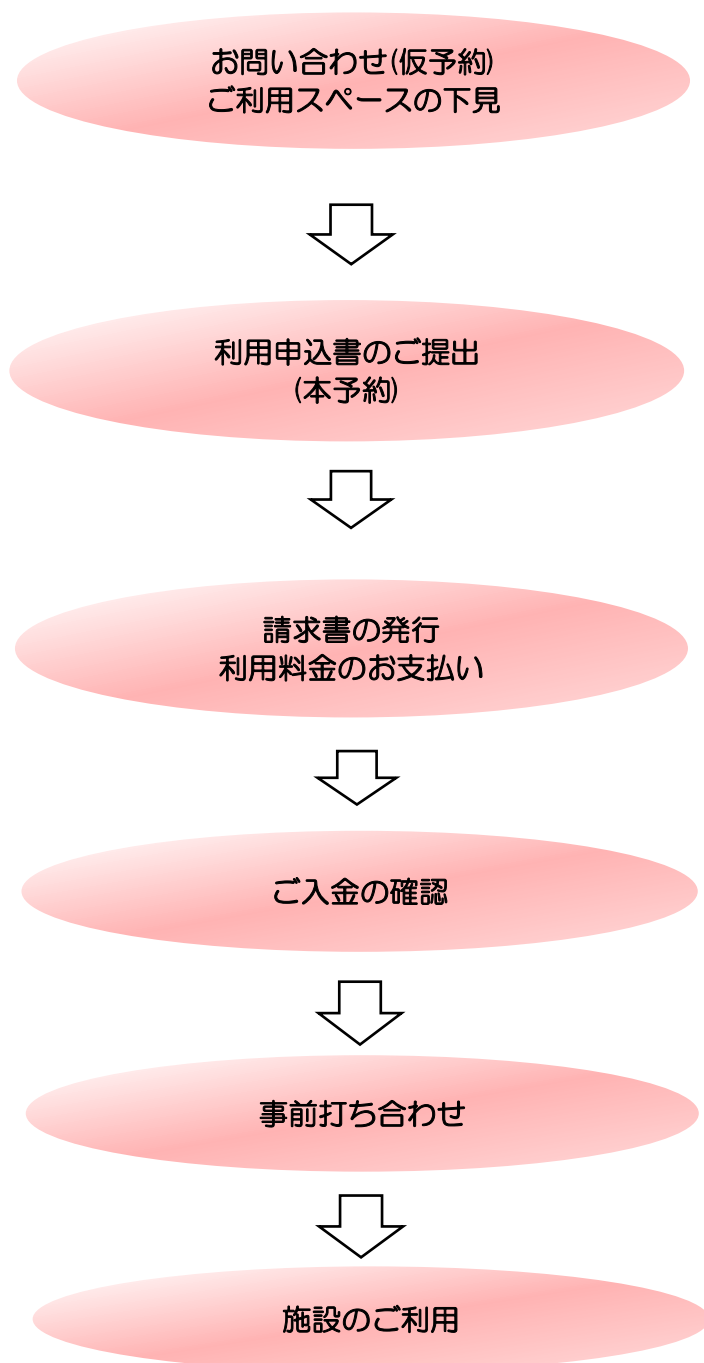 お問い合わせ(仮予約)
ご利用スペースの下見
利用申込書のご提出
(本予約)
請求書の発行
利用料金のお支払い
ご入金の確認
事前打ち合わせ
施設のご利用